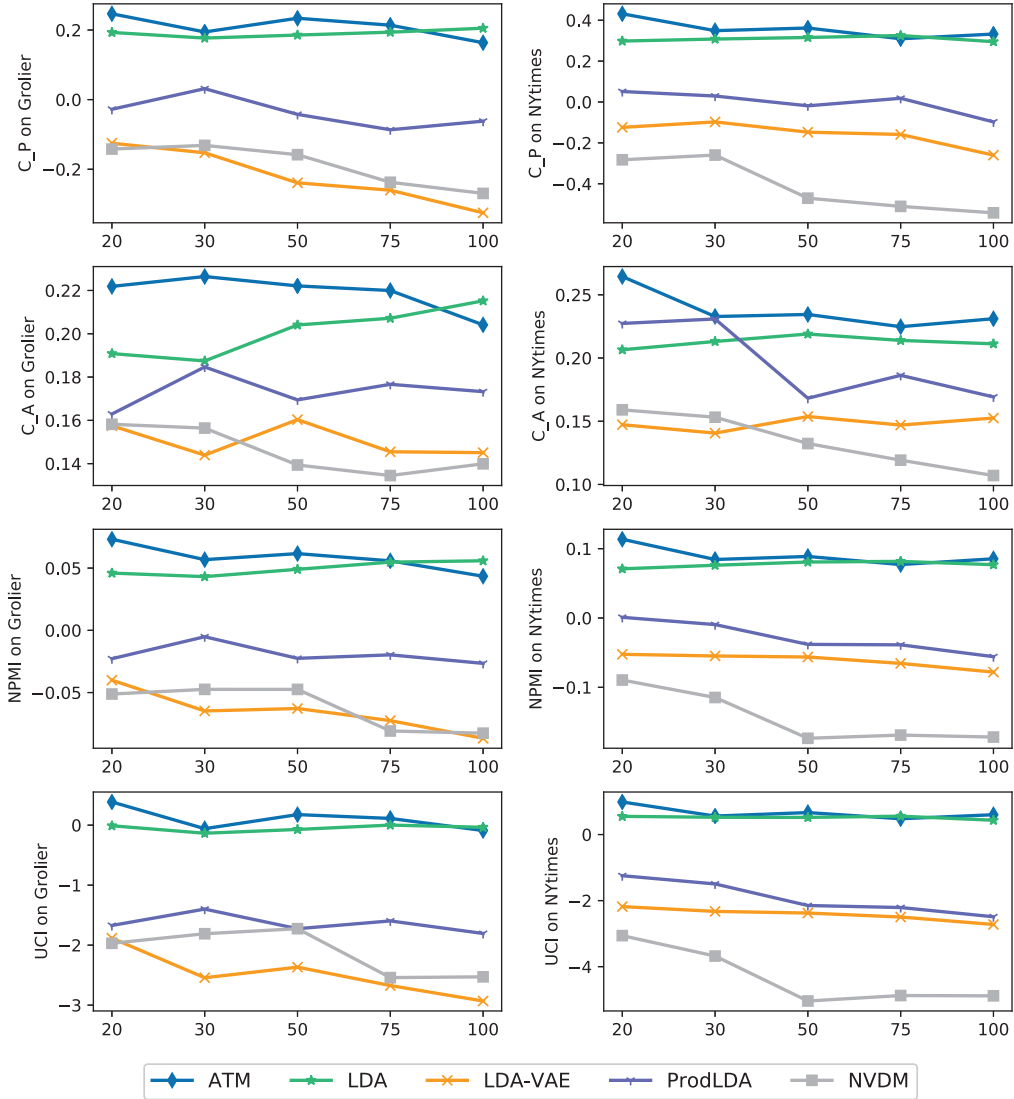 0.2
0.0
−0.2
C_P on Grolier
20 30 50 75 100
0.4
0.2
0.0
−0.2
−0.4
C_P on NYtimes
20 30 50 75 100
0.22
0.20
0.18
0.16
0.14
C_A on Grolier
20 30 50 75 100
0.25
0.20
0.15
0.10
C_A on NYtimes
20 30 50 75 100
0.05
0.00
−0.05
NPMI on Grolier
20 30 50 75 100
0.1
0.0
−0.1
NPMI on NYtimes
20 30 50 75 100
0
−1
−2
−3
UCI on Grolier
20 30 50 75 100
0
−2
−4
UCI on NYtimes
20 30 50 75 100
ATM LDA LDA-VAE ProdLDA NVDM